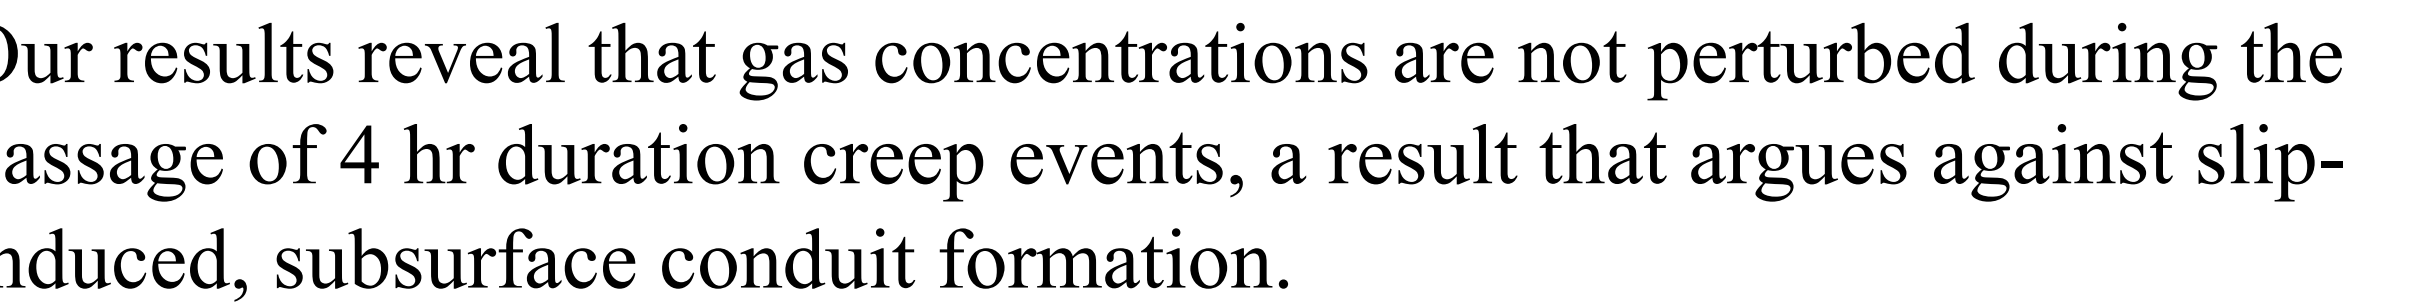 Our results reveal that gas concentrations are not perturbed during the
assage of 4 hr duration creep events, a result that argues against slip-
nduced, subsurface conduit formation.